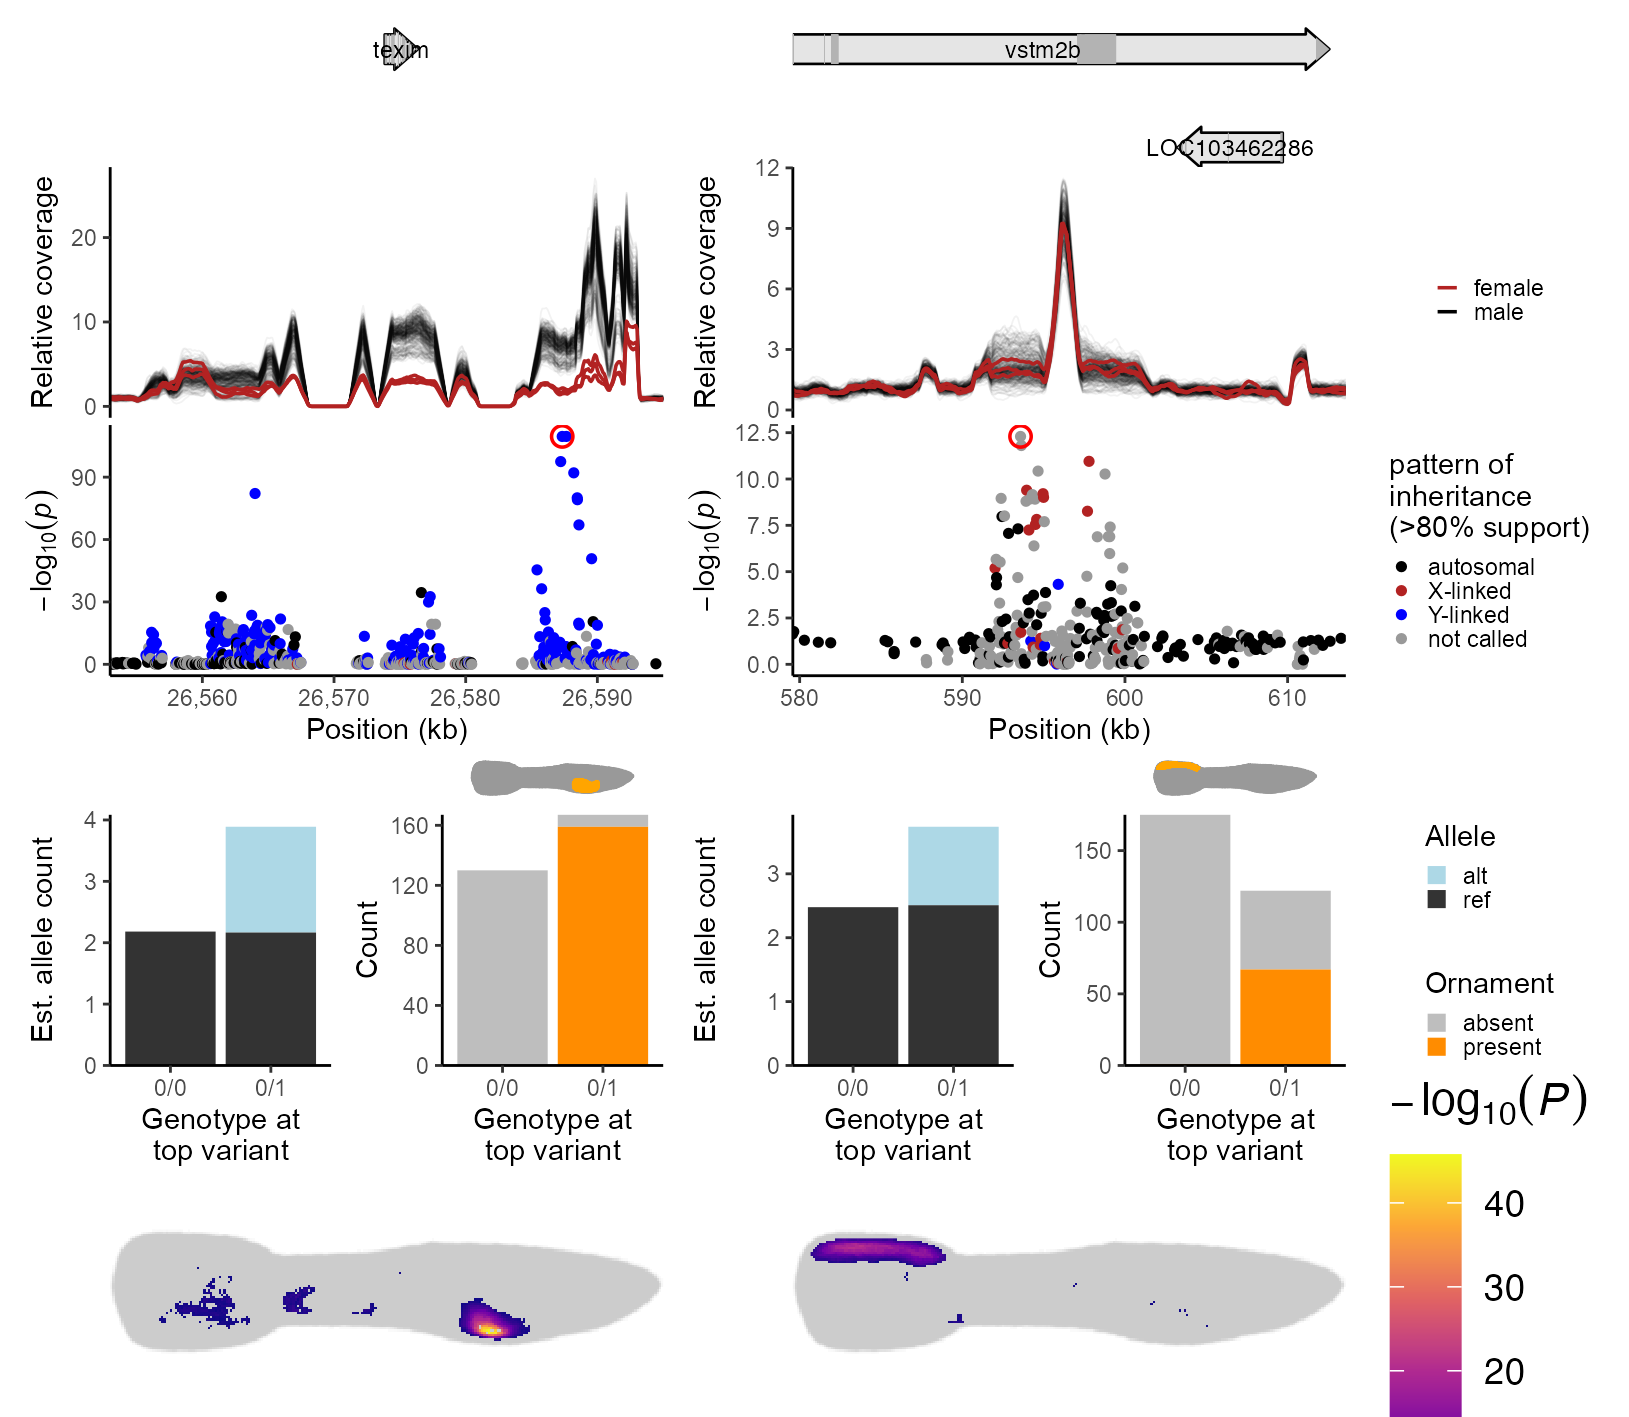 texim
vstm2b
LOC103462286
Relative coverage
20
10
0
Relative coverage
12
9
6
3
0
female
male
−log10(p)
90
60
30
0
26,560
26,570
26,580
26,590
Position (kb)
−log10(p)
12.5
10.0
7.5
5.0
2.5
0.0
580
590
600
610
Position (kb)
pattern of
inheritance
(>80% support)
autosomal
X-linked
Y-linked
not called
Est. allele count
4
3
2
1
0
0/0
0/1
Genotype at
top variant
Count
160
120
80
40
0
0/0
0/1
Genotype at
top variant
Est. allele count
3
2
1
0
0/0
0/1
Genotype at
top variant
Count
150
100
50
0
0/0
0/1
Genotype at
top variant
Allele
alt
ref
Ornament
absent
present
−log10(P)
40
30
20